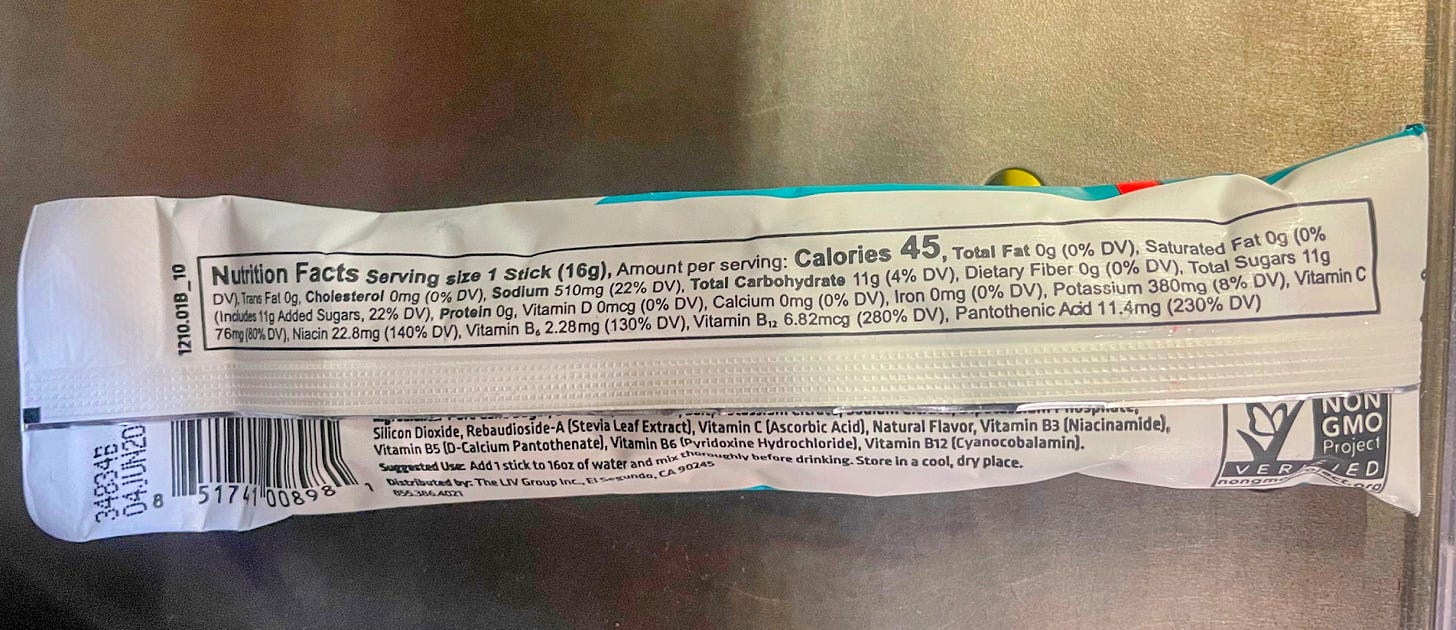 1210.01B_10
Nutrition Facts Serving size 1 Stick (16g), Amount per serving: Calories 45, Total Fat 0g (0% DV), Saturated Fat 0g (0%
DV), Trans Fat 0g, Cholesterol 0mg (0% DV), Sodium 510mg (22% DV), Total Carbohydrate 11g (4% DV), Dietary Fiber 0g (0% DV), Total Sugars 11g
(Includes 11g Added Sugars, 22% DV), Protein 0g, Vitamin D 0mcg (0% DV), Calcium 0mg (0% DV), Iron 0mg (0% DV), Potassium 380mg (8% DV), Vitamin C
76mg (80% DV), Niacin 22.8mg (140% DV), Vitamin B₆ 2.28mg (130% DV), Vitamin B₁₂ 6.82mcg (280% DV), Pantothenic Acid 11.4mg (230% DV)
Silicon Dioxide, Rebaudioside-A (Stevia Leaf Extract), Vitamin C (Ascorbic Acid), Natural Flavor, Vitamin B3 (Niacinamide),
Vitamin B5 (D-Calcium Pantothenate), Vitamin B6 (Pyridoxine Hydrochloride), Vitamin B12 (Cyanocobalamin).
Suggested Use: Add 1 stick to 16oz of water and mix thoroughly before drinking. Store in a cool, dry place.
Distributed by: The LIV Group Inc., El Segundo, CA 90245
855.386.4021
34834B
04JUN20
8 51741 00898 1
NON
GMO
Project
VERIFIED